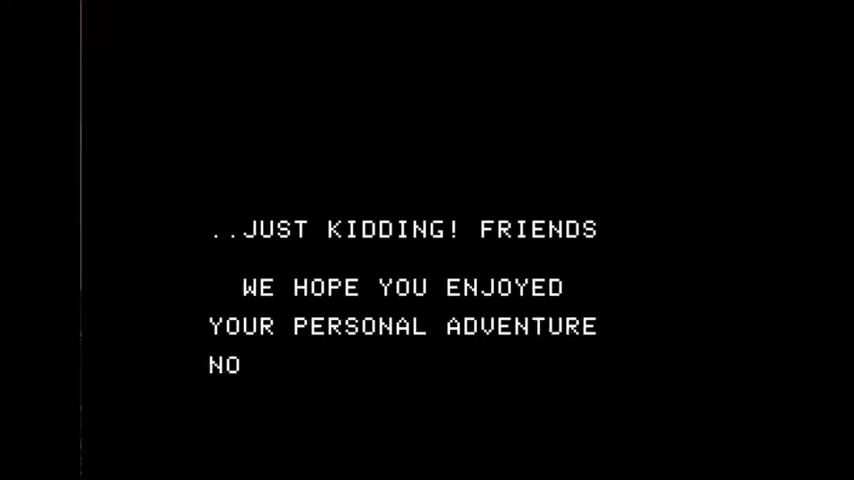 ..JUST KIDDING! FRIENDS
WE HOPE YOU ENJOYED
YOUR PERSONAL ADVENTURE
NO